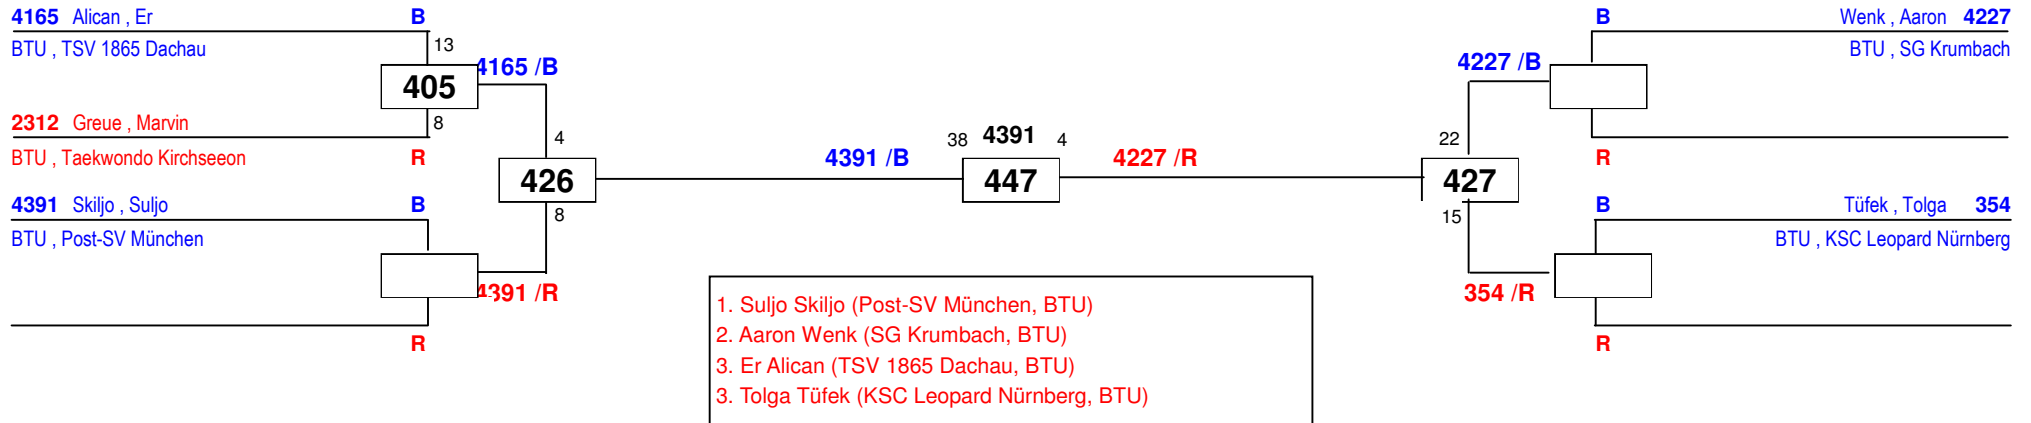 4165 Alican , Er B
BTU , TSV 1865 Dachau
13
4165 /B
405
2312 Greue , Marvin
8
BTU , Taekwondo Kirchseeon R
4391 Skiljo , Suljo B
BTU , Post-SV München
4391 /R
R
4
426
8
4391 /B
38 4391 4
447
4227 /R
B Wenk , Aaron 4227
BTU , SG Krumbach
4227 /B
R
22
427
15
B Tüfek , Tolga 354
BTU , KSC Leopard Nürnberg
354 /R
R
1. Suljo Skiljo (Post-SV München, BTU)
2. Aaron Wenk (SG Krumbach, BTU)
3. Er Alican (TSV 1865 Dachau, BTU)
3. Tolga Tüfek (KSC Leopard Nürnberg, BTU)